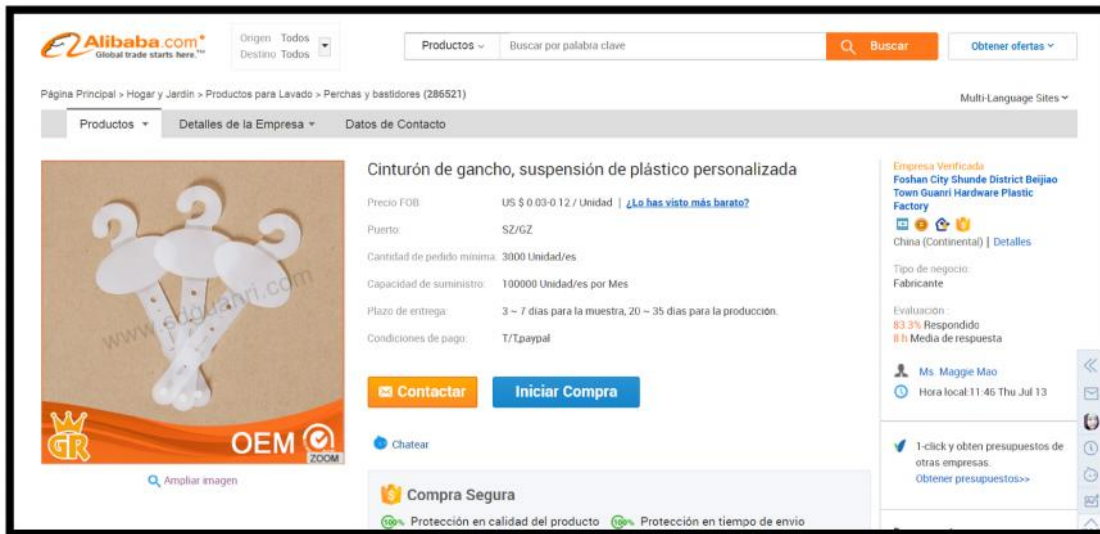 Alibaba.com
Global trade starts here.™
Origen Todos
Destino Todos
Productos
Buscar por palabra clave
Buscar
Obtener ofertas
Página Principal > Hogar y Jardín > Productos para Lavado > Perchas y bastidores (286521)
Multi-Language Sites
Productos
Detalles de la Empresa
Datos de Contacto
Cinturón de gancho, suspensión de plástico personalizada
Precio FOB: US $ 0.03-0.12 / Unidad | ¿Lo has visto más barato?
Puerto: SZ/GZ
Cantidad de pedido mínima: 3000 Unidad/es
Capacidad de suministro: 100000 Unidad/es por Mes
Plazo de entrega: 3 ~ 7 días para la muestra, 20 ~ 35 días para la producción.
Condiciones de pago: T/T,paypal
Contactar
Iniciar Compra
Chatear
Compra Segura
100% Protección en calidad del producto 100% Protección en tiempo de envio
www.sdguanri.com
GR
OEM
ZOOM
Ampliar imagen
Empresa Verificada
Foshan City Shunde District Beijiao
Town Guanri Hardware Plastic
Factory
China (Continental) | Detalles
Tipo de negocio:
Fabricante
Evaluación :
83.3% Respondido
8 h Media de respuesta
Ms. Maggie Mao
Hora local:11:46 Thu Jul 13
1-click y obten presupuestos de
otras empresas.
Obtener presupuestos>>